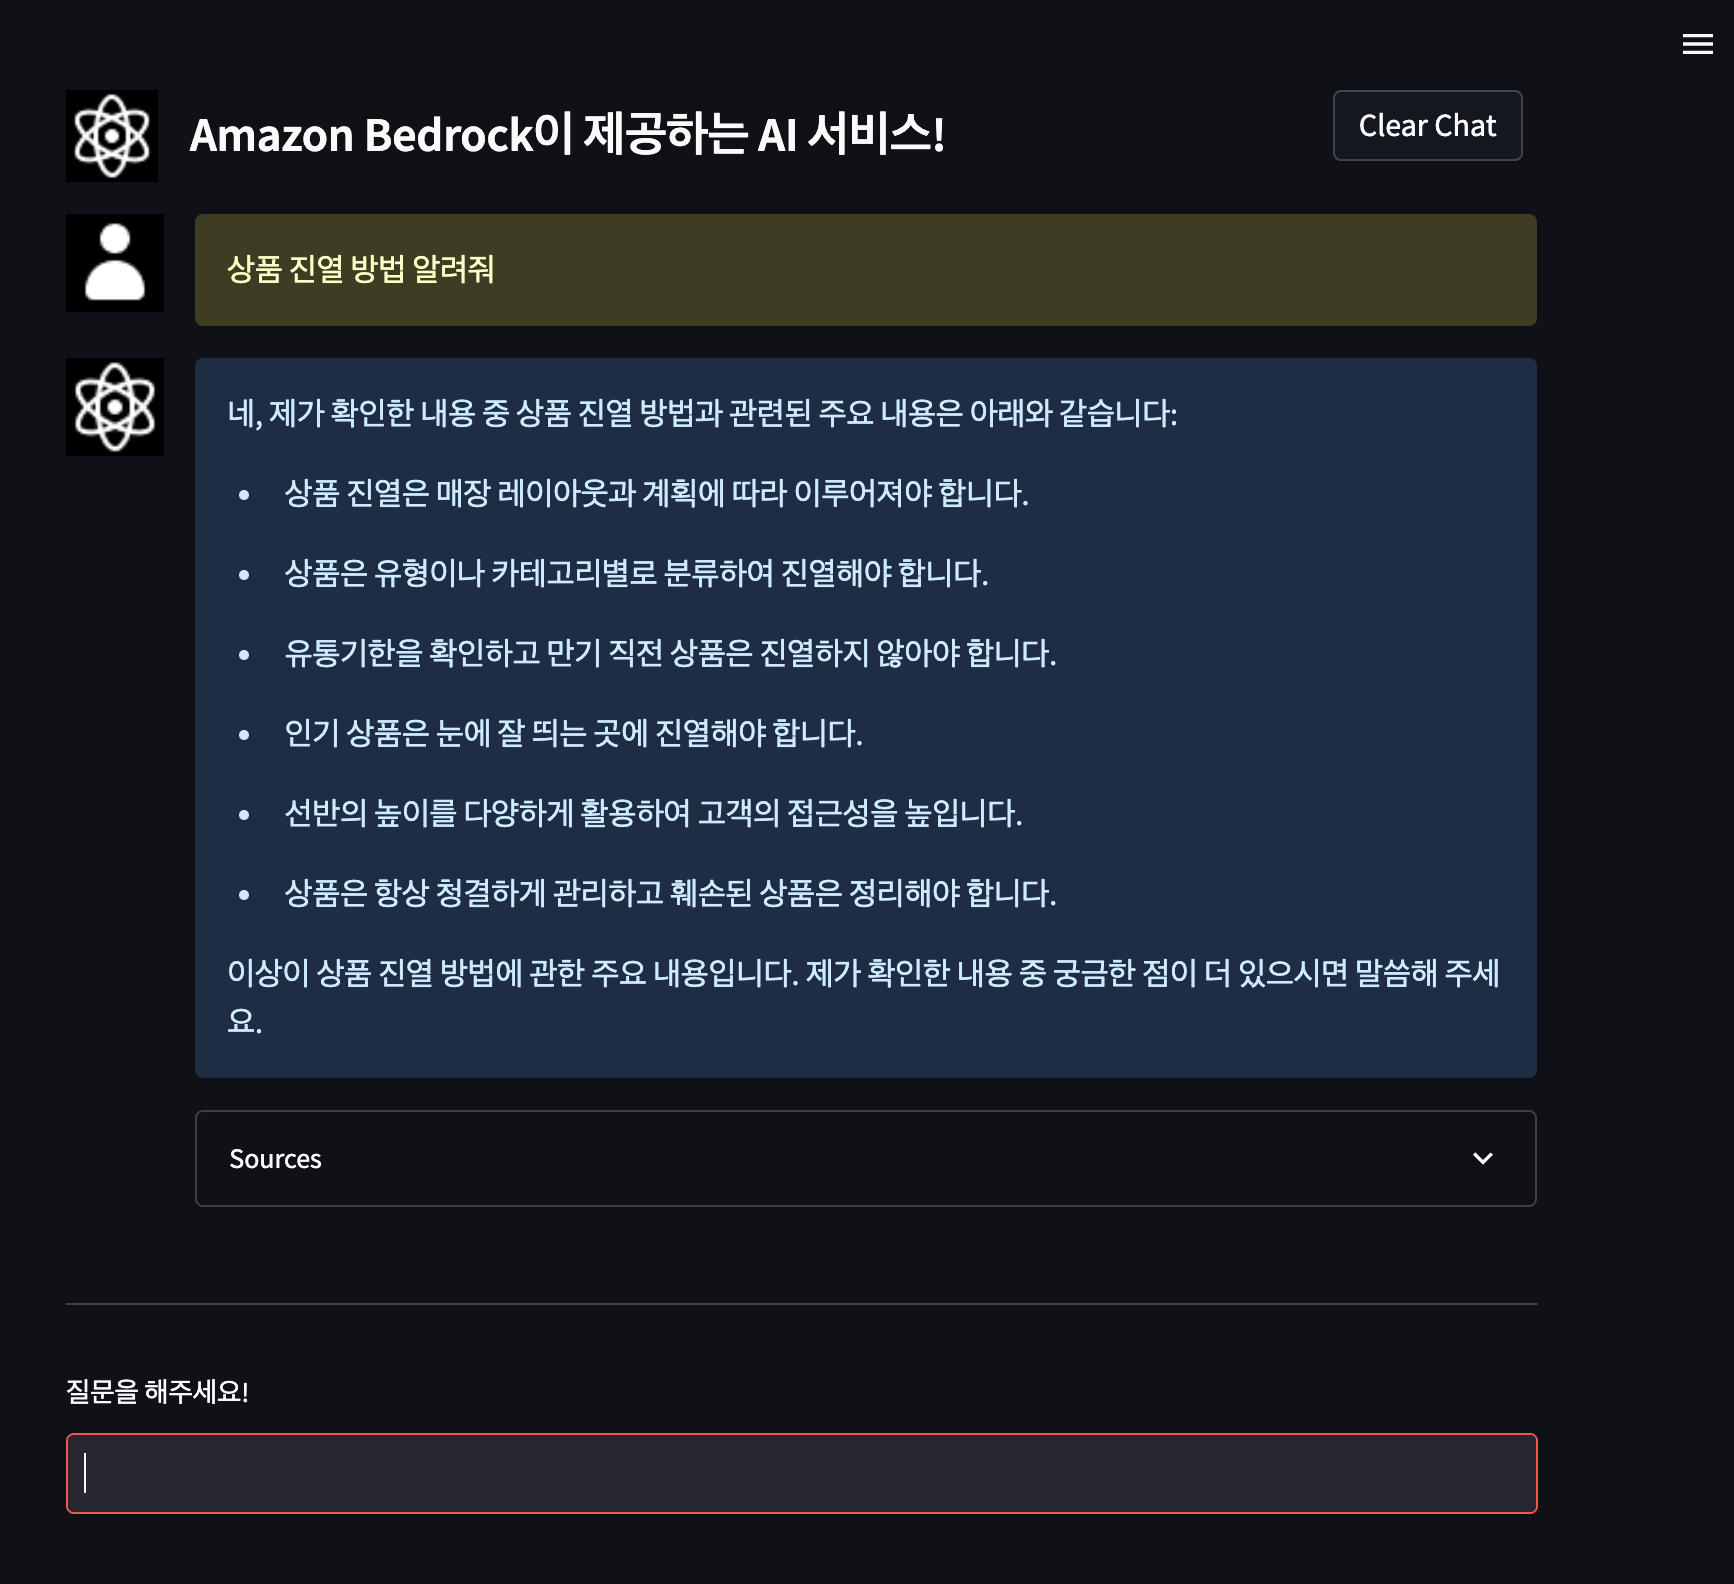 Amazon Bedrock이 제공하는 AI 서비스!
Clear Chat
상품 진열 방법 알려줘
네, 제가 확인한 내용 중 상품 진열 방법과 관련된 주요 내용은 아래와 같습니다:
• 상품 진열은 매장 레이아웃과 계획에 따라 이루어져야 합니다.
• 상품은 유형이나 카테고리별로 분류하여 진열해야 합니다.
• 유통기한을 확인하고 만기 직전 상품은 진열하지 않아야 합니다.
• 인기 상품은 눈에 잘 띄는 곳에 진열해야 합니다.
• 선반의 높이를 다양하게 활용하여 고객의 접근성을 높입니다.
• 상품은 항상 청결하게 관리하고 훼손된 상품은 정리해야 합니다.
이상이 상품 진열 방법에 관한 주요 내용입니다. 제가 확인한 내용 중 궁금한 점이 더 있으시면 말씀해 주세
요.
Sources
질문을 해주세요!